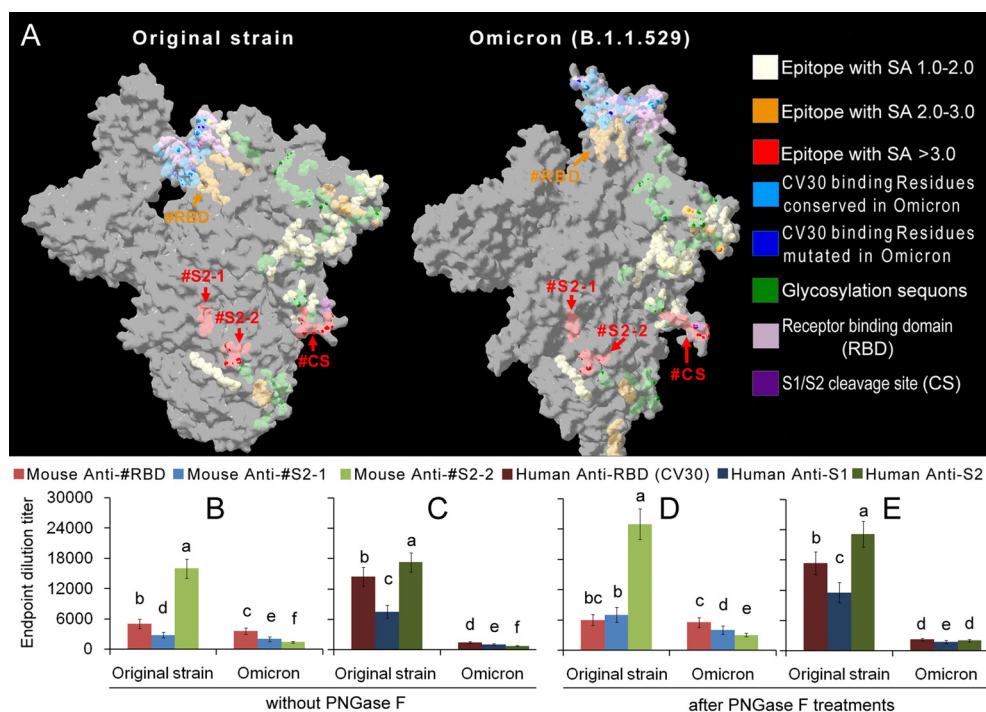 A
Original strain
Omicron (B.1.1.529)
#RBD
#S2-1
#S2-2
#CS
#RBD
#S2-1
#S2-2
#CS
Epitope with SA 1.0-2.0
Epitope with SA 2.0-3.0
Epitope with SA >3.0
CV30 binding Residues
conserved in Omicron
CV30 binding Residues
mutated in Omicron
Glycosylation sequons
Receptor binding domain
(RBD)
S1/S2 cleavage site (CS)
Mouse Anti-#RBD Mouse Anti-#S2-1 Mouse Anti-#S2-2 Human Anti-RBD (CV30) Human Anti-S1 Human Anti-S2
Endpoint dilution titer
30000
24000
18000
12000
6000
0
B
b d a c e f
Original strain Omicron
C
b c a d e f
Original strain Omicron
without PNGase F
D
bc b a c d e
Original strain Omicron
E
b c a d d d
Original strain Omicron
after PNGase F treatments